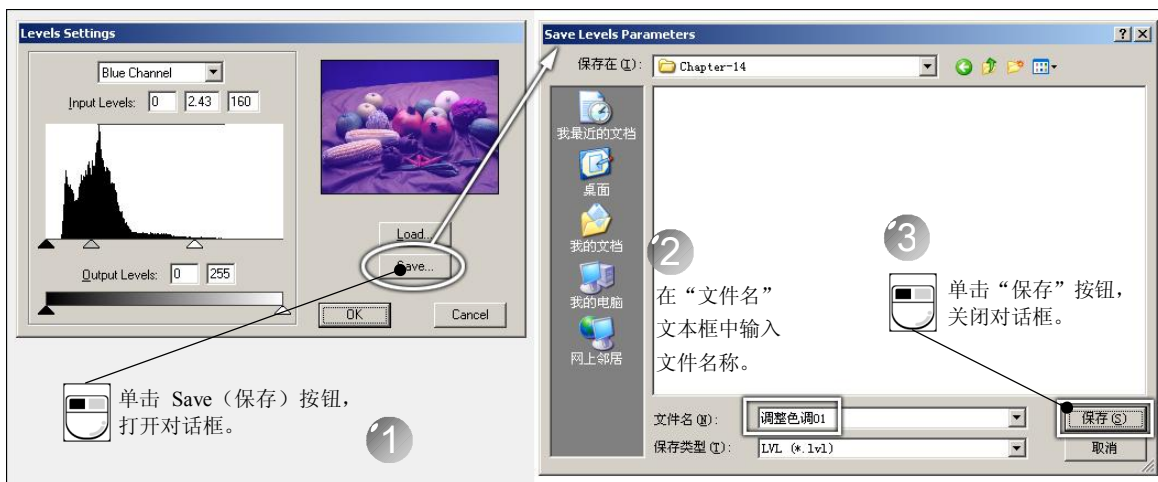 Levels Settings
Blue Channel
Input Levels: 0 2.43 160
Load...
Save...
Output Levels: 0 255
OK Cancel
单击 Save（保存）按钮，
打开对话框。
1
Save Levels Parameters
保存在(I): Chapter-14
我最近的文档
桌面
我的文档
我的电脑
网上邻居
2
在“文件名”
文本框中输入
文件名称。
3
单击“保存”按钮，
关闭对话框。
文件名(N): 调整色调01 保存(S)
保存类型(T): LVL (*.lvl) 取消